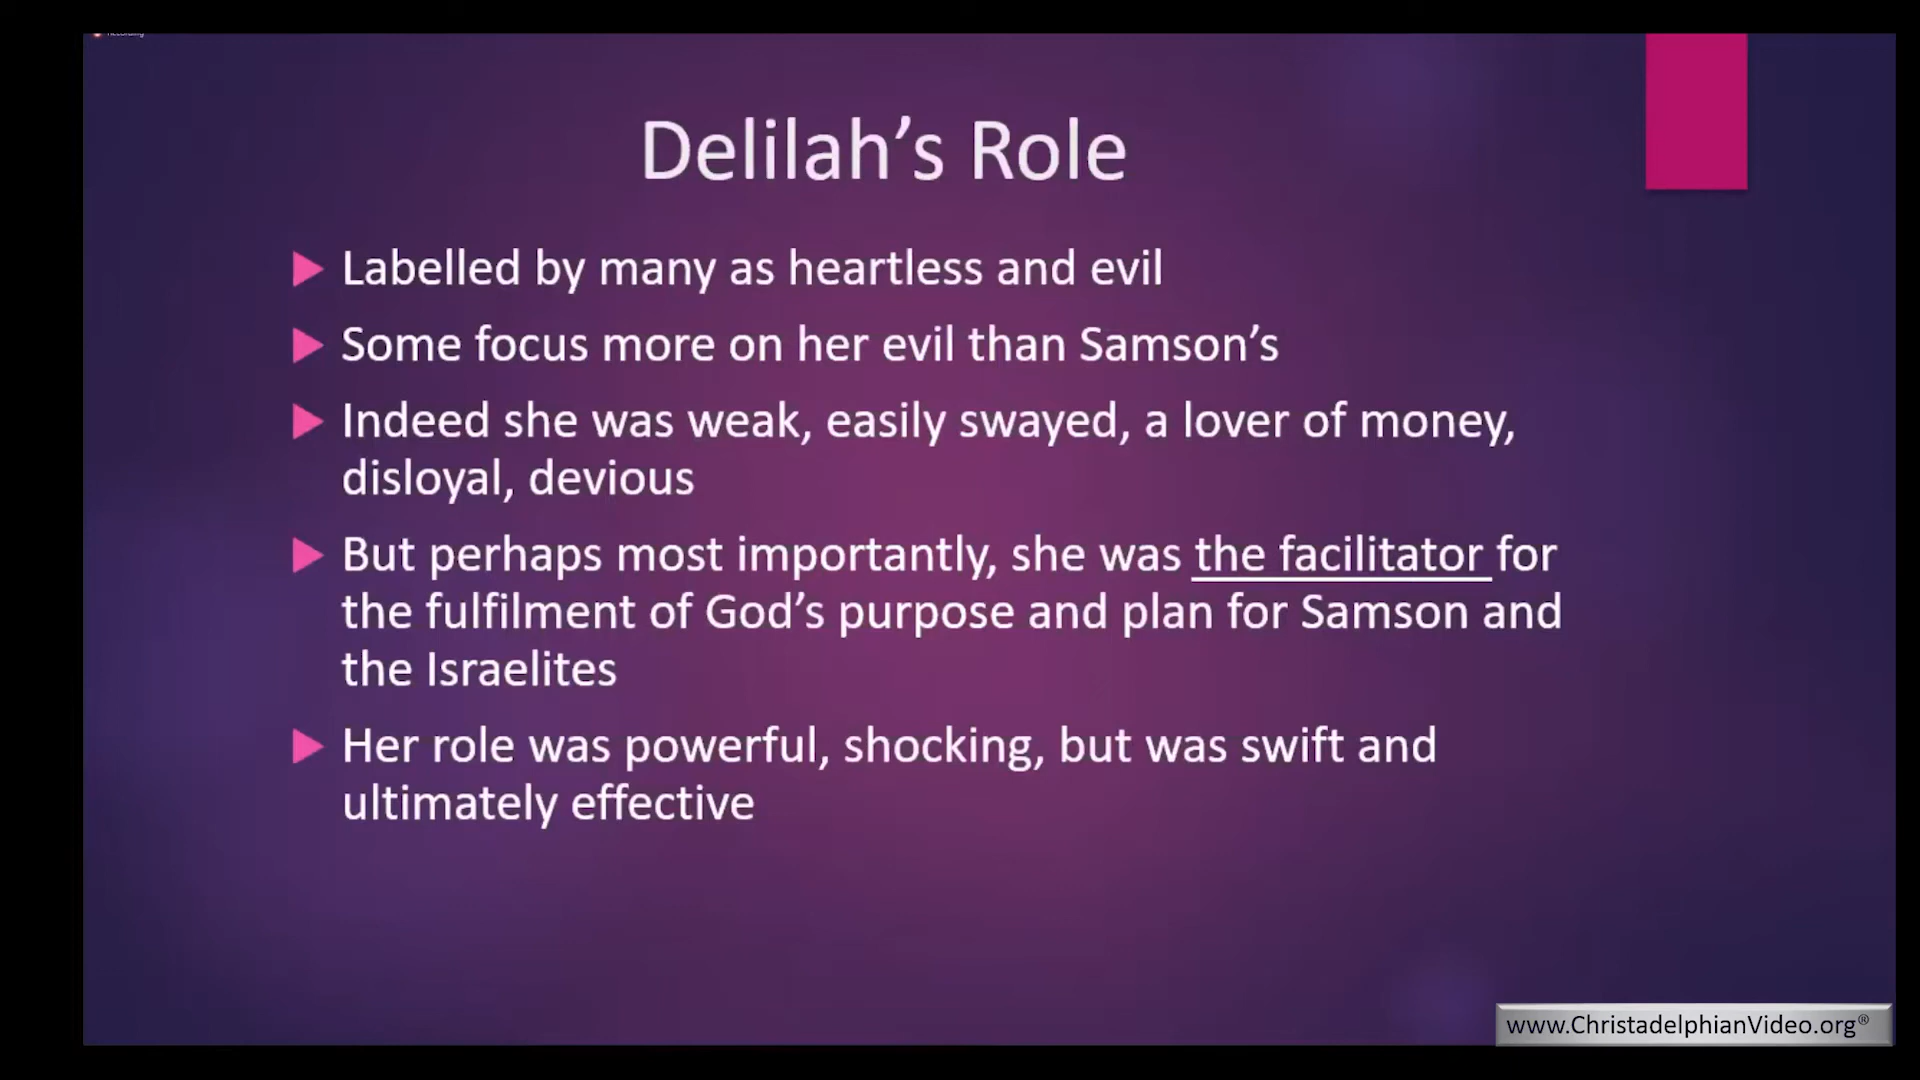 Recording
Delilah’s Role
Labelled by many as heartless and evil
Some focus more on her evil than Samson’s
Indeed she was weak, easily swayed, a lover of money,
disloyal, devious
But perhaps most importantly, she was the facilitator for
the fulfilment of God’s purpose and plan for Samson and
the Israelites
Her role was powerful, shocking, but was swift and
ultimately effective
www.ChristadelphianVideo.org®